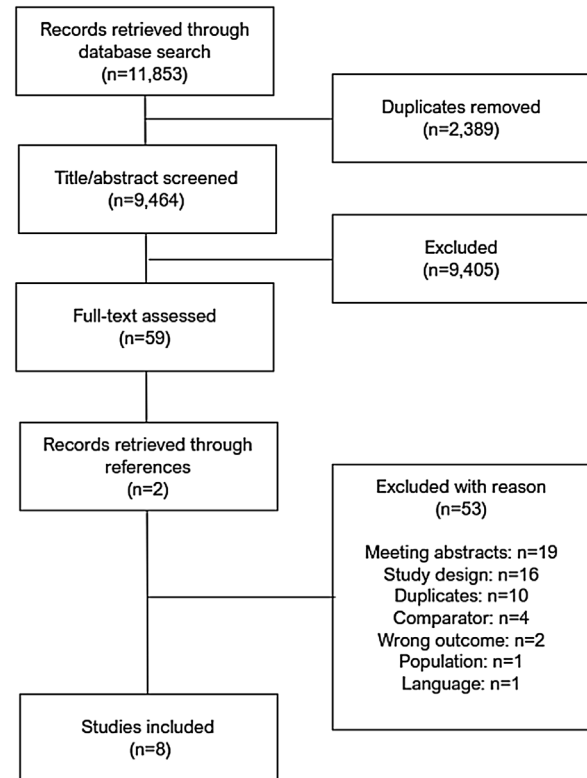 Records retrieved through
database search
(n=11,853)
Duplicates removed
(n=2,389)
Title/abstract screened
(n=9,464)
Excluded
(n=9,405)
Full-text assessed
(n=59)
Records retrieved through
references
(n=2)
Excluded with reason
(n=53)
Meeting abstracts: n=19
Study design: n=16
Duplicates: n=10
Comparator: n=4
Wrong outcome: n=2
Population: n=1
Language: n=1
Studies included
(n=8)